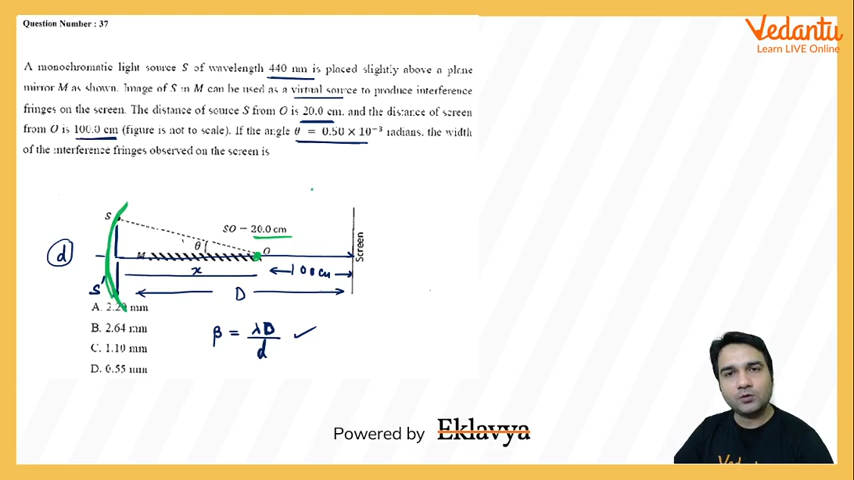 Question Number : 37
Vedantu
Learn LIVE Online
A monochromatic light source S of wavelength 440 nm is placed slightly above a plane
mirror M as shown. Image of S in M can be used as a virtual source to produce interference
fringes on the screen. The distance of source S from O is 20.0 cm, and the distance of screen
from O is 100.0 cm (figure is not to scale). If the angle θ = 0.50 × 10⁻³ radians, the width
of the interference fringes observed on the screen is
S
SO = 20.0 cm
θ
M
O
Screen
d
x
100 cm
S'
D
A. 2.20 mm
B. 2.64 mm
C. 1.10 mm
D. 0.55 mm
β = λD/d ✓
Powered by Eklavya
Vedantu